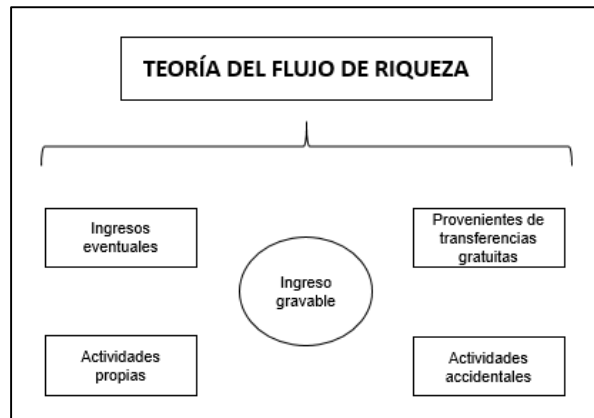 TEORÍA DEL FLUJO DE RIQUEZA
Ingresos
eventuales
Provenientes de
transferencias
gratuitas
Ingreso
gravable
Actividades
propias
Actividades
accidentales